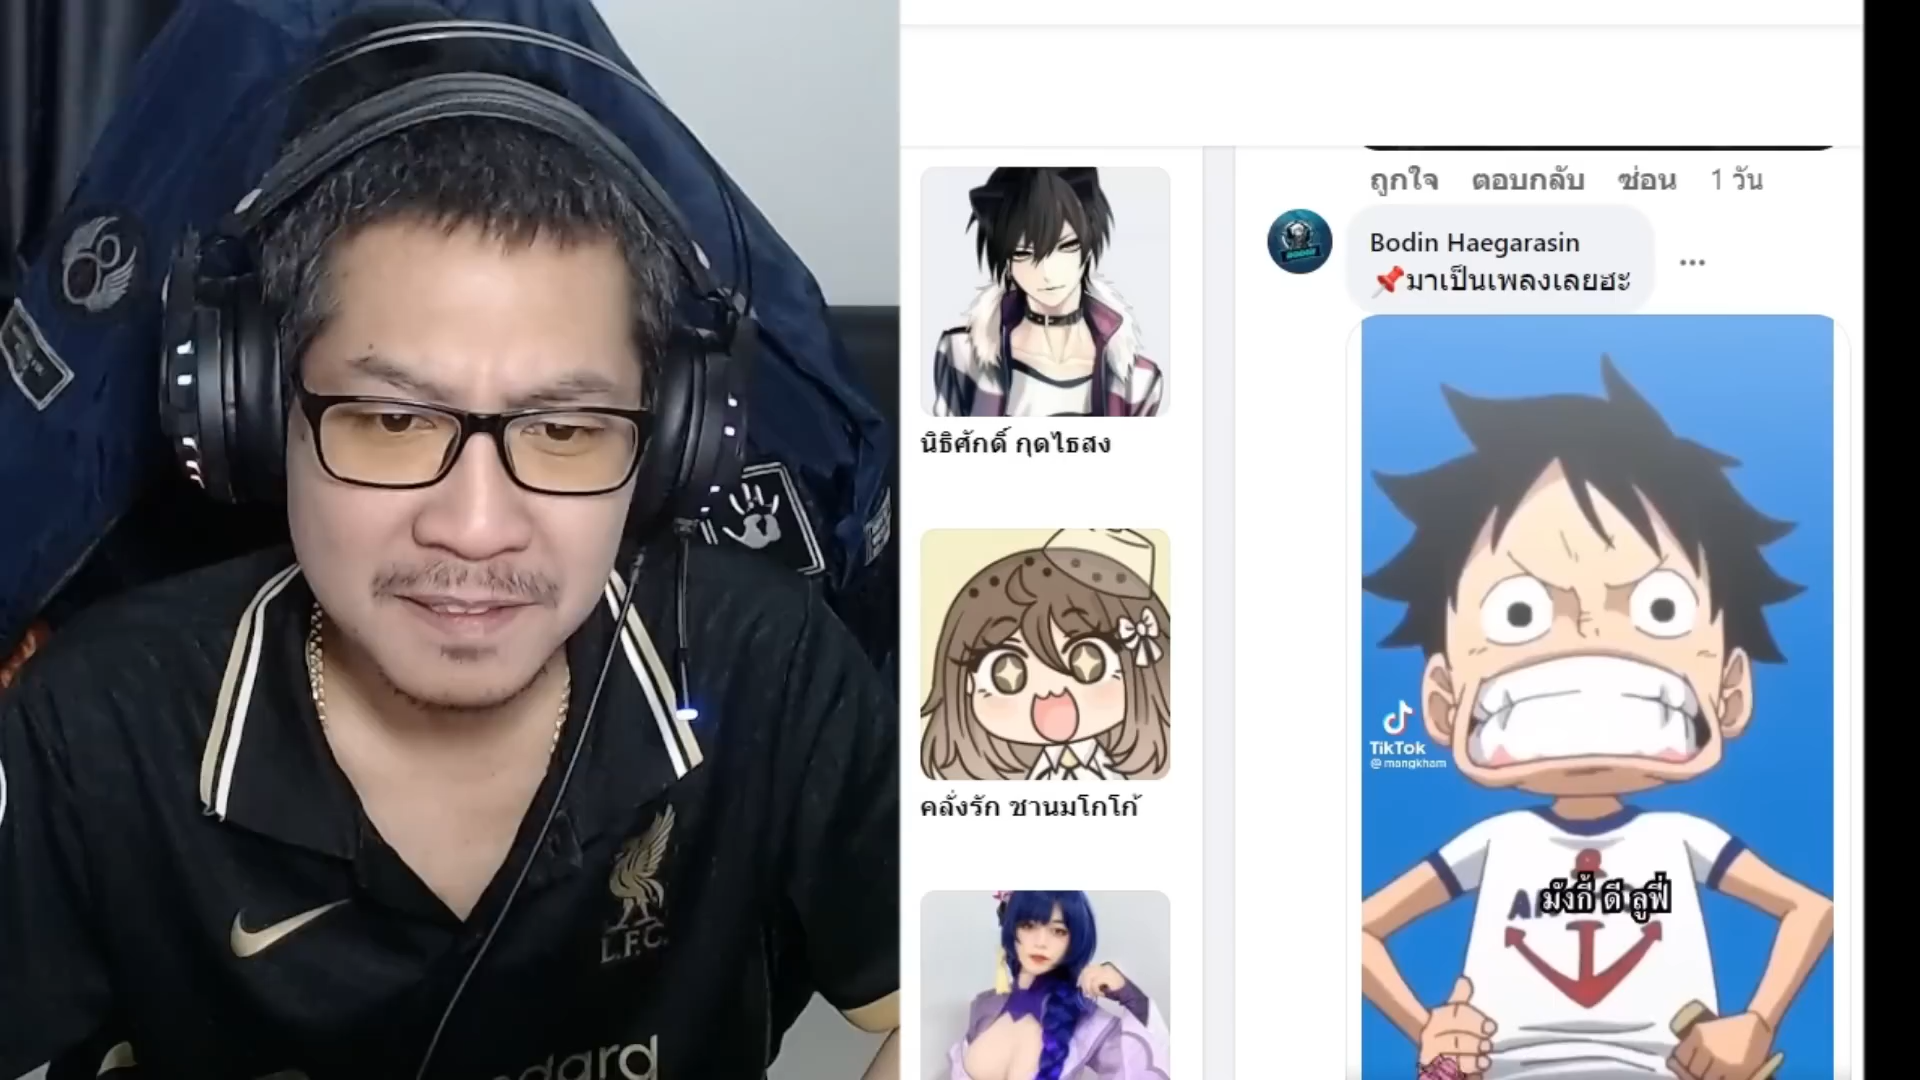 ถูกใจ ตอบกลับ ซ่อน 1 วัน
Bodin Haegarasin
📌มาเป็นเพลงเลยฮะ
นิธิศักดิ์ กุดไธสง
คลั่งรัก ชานมโกโก้
TikTok
@mangkham
มังกี้ ดี ลูฟี่
L.F.C.